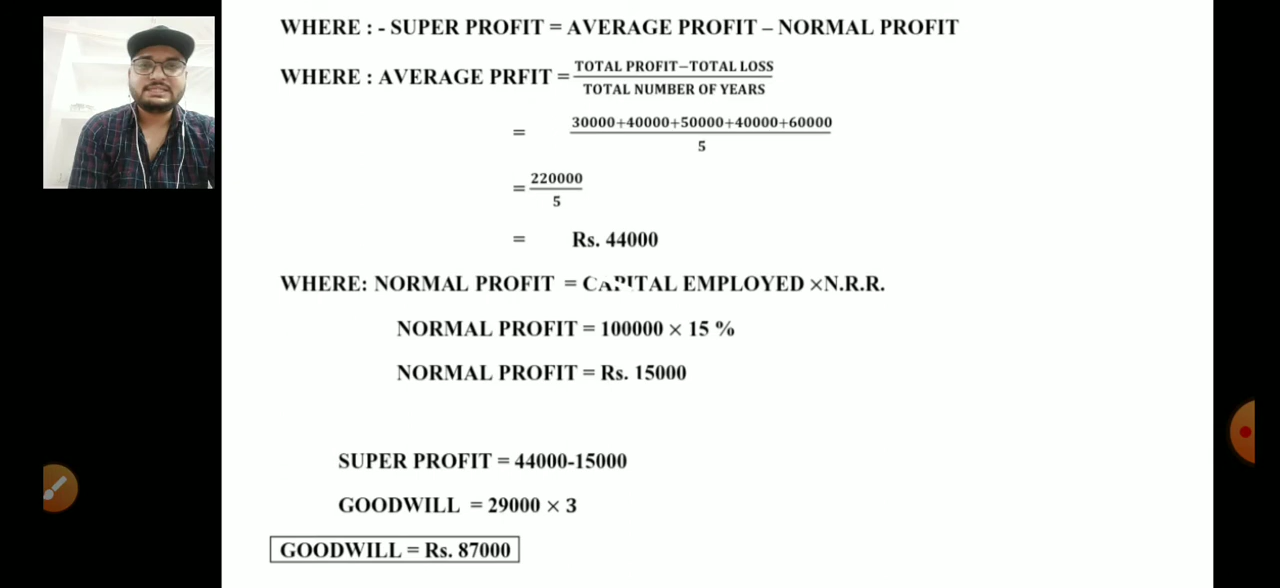 WHERE : - SUPER PROFIT = AVERAGE PROFIT – NORMAL PROFIT
WHERE : AVERAGE PRFIT = TOTAL PROFIT−TOTAL LOSS / TOTAL NUMBER OF YEARS
= 30000+40000+50000+40000+60000 / 5
= 220000 / 5
= Rs. 44000
WHERE: NORMAL PROFIT = CAPITAL EMPLOYED ×N.R.R.
NORMAL PROFIT = 100000 × 15 %
NORMAL PROFIT = Rs. 15000
SUPER PROFIT = 44000-15000
GOODWILL = 29000 × 3
GOODWILL = Rs. 87000